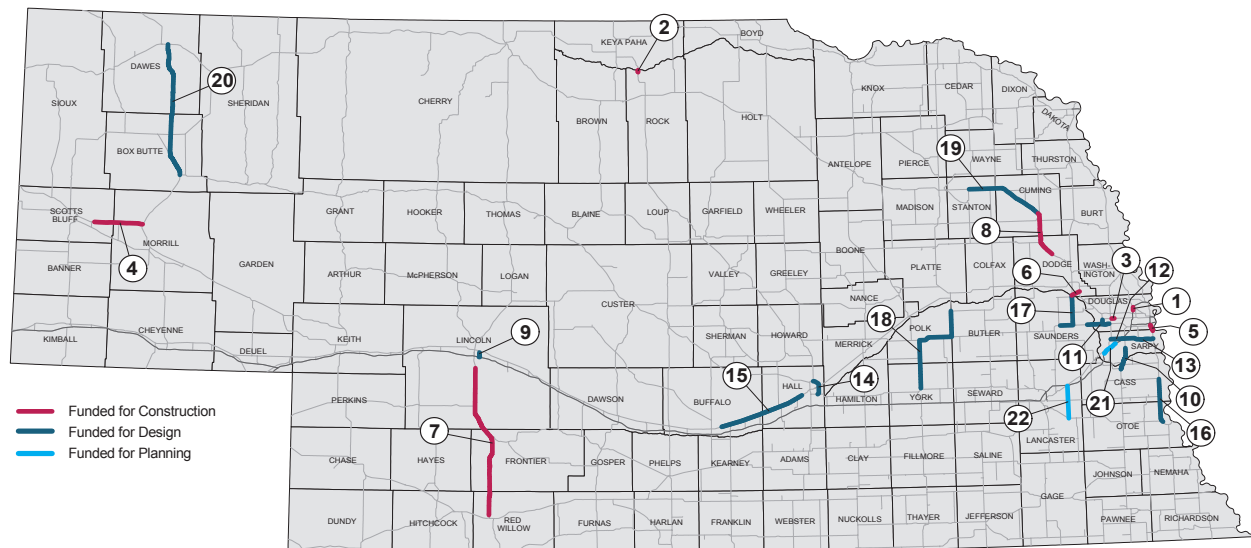 BOYD
KEYA PAHA
2
DAWES
20
SIOUX
SHERIDAN
CHERRY
BROWN
ROCK
HOLT
KNOX
CEDAR
DIXON
DAKOTA
BOX BUTTE
ANTELOPE
PIERCE
19
WAYNE
THURSTON
SCOTTS
BLUFF
MORRILL
4
GRANT
HOOKER
THOMAS
BLAINE
LOUP
GARFIELD
WHEELER
MADISON
STANTON
CUMING
BURT
8
BANNER
GARDEN
ARTHUR
McPHERSON
LOGAN
VALLEY
GREELEY
BOONE
PLATTE
COLFAX
DODGE
WASH-
INGTON
3
12
6
DOUGLAS
1
KIMBALL
CHEYENNE
DEUEL
KEITH
LINCOLN
9
CUSTER
SHERMAN
HOWARD
NANCE
MERRICK
18
POLK
BUTLER
17
SAUNDERS
11
SARPY
5
13
PERKINS
DAWSON
BUFFALO
15
HALL
14
HAMILTON
YORK
SEWARD
22
21
CASS
10
16
OTOE
LANCASTER
Funded for Construction
Funded for Design
Funded for Planning
7
CHASE
HAYES
FRONTIER
GOSPER
PHELPS
KEARNEY
ADAMS
CLAY
FILLMORE
SALINE
GAGE
JOHNSON
NEMAHA
DUNDY
HITCHCOCK
RED
WILLOW
FURNAS
HARLAN
FRANKLIN
WEBSTER
NUCKOLLS
THAYER
JEFFERSON
PAWNEE
RICHARDSON